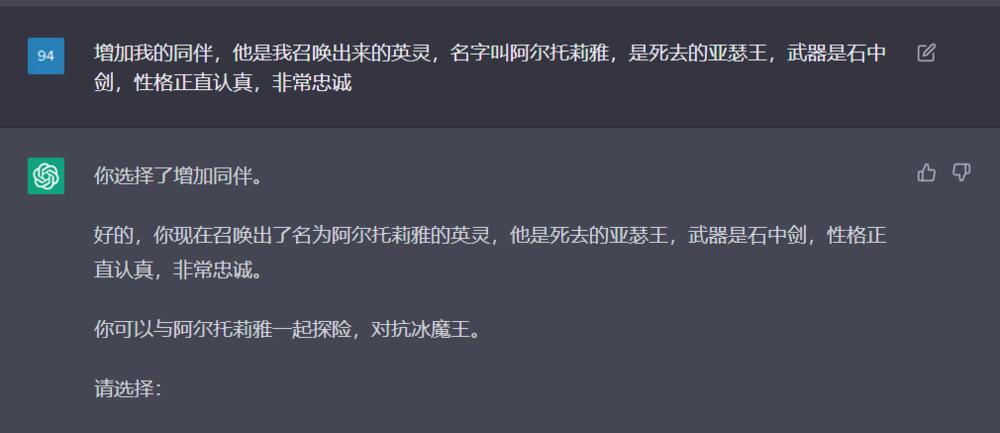 94
增加我的同伴，他是我召唤出来的英灵，名字叫阿尔托莉雅，是死去的亚瑟王，武器是石中
剑，性格正直认真，非常忠诚
你选择了增加同伴。
好的，你现在召唤出了名为阿尔托莉雅的英灵，他是死去的亚瑟王，武器是石中剑，性格正
直认真，非常忠诚。
你可以与阿尔托莉雅一起探险，对抗冰魔王。
请选择：